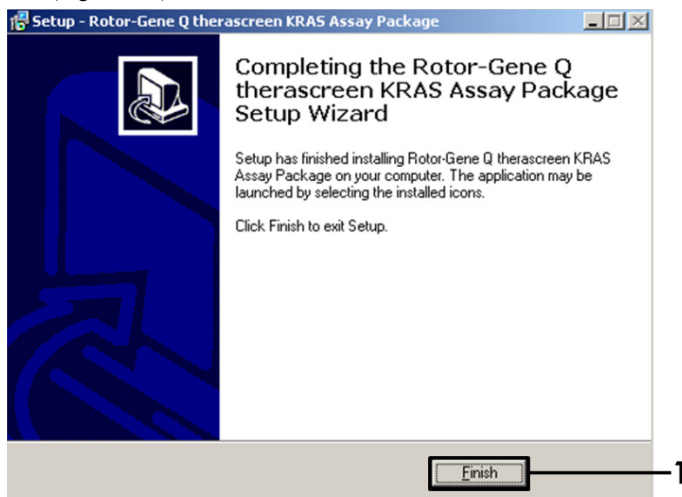 Setup - Rotor-Gene Q therascreen KRAS Assay Package
Completing the Rotor-Gene Q
therascreen KRAS Assay Package
Setup Wizard
Setup has finished installing Rotor-Gene Q therascreen KRAS
Assay Package on your computer. The application may be
launched by selecting the installed icons.
Click Finish to exit Setup.
Finish
1